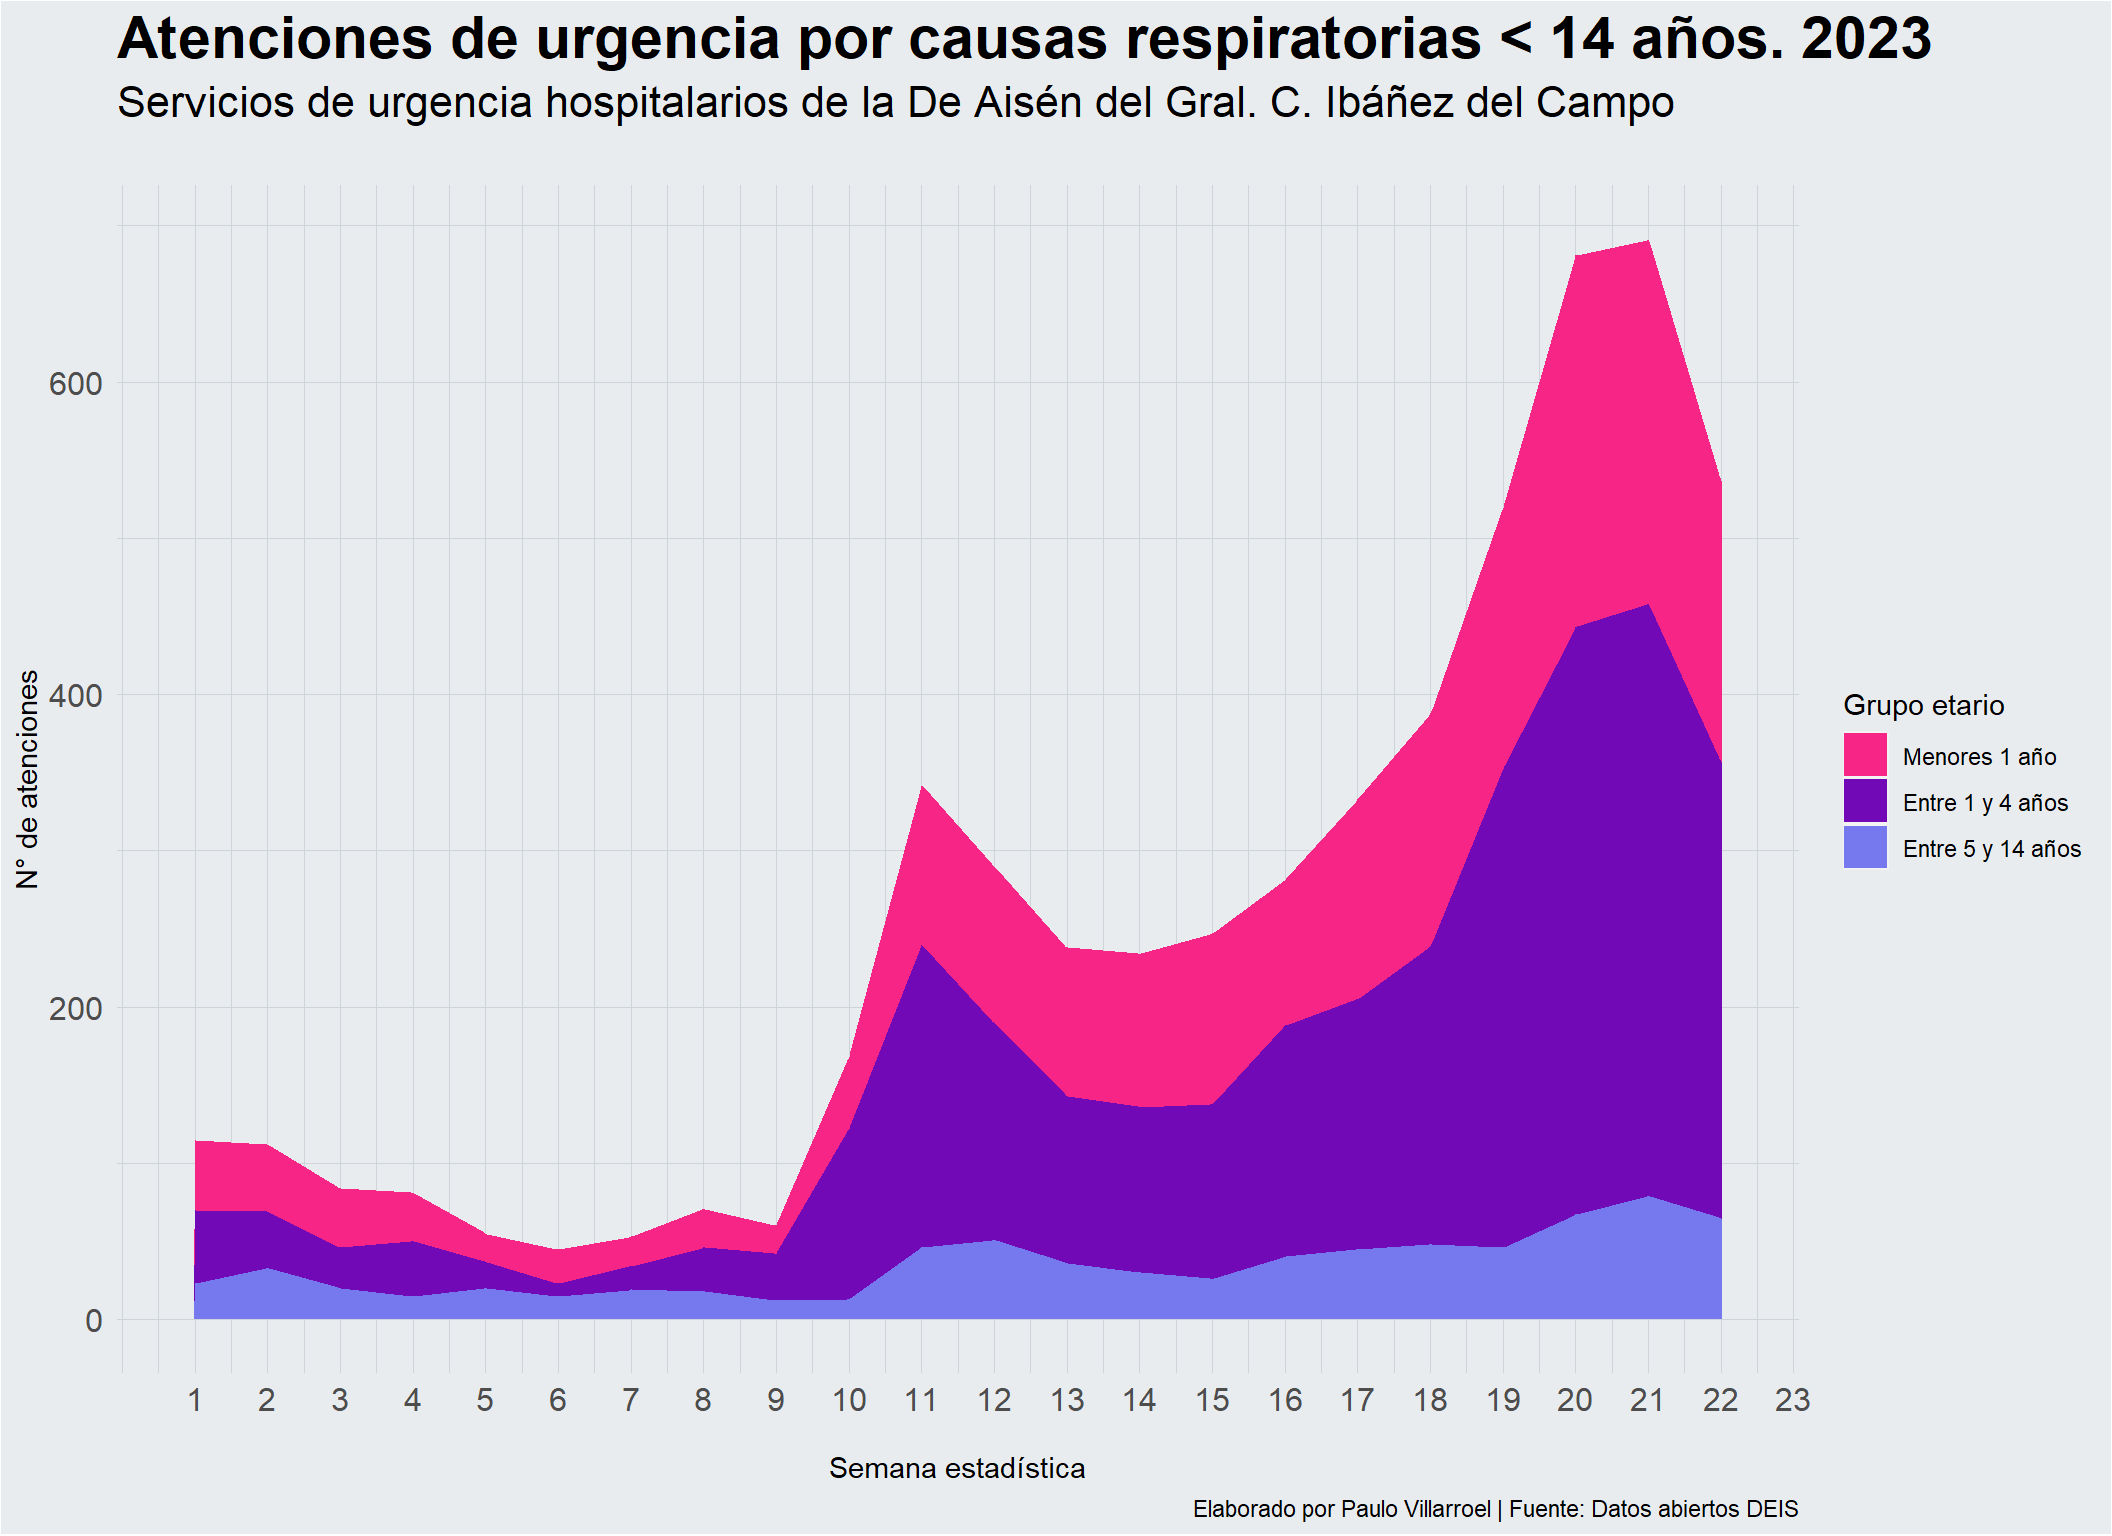 Atenciones de urgencia por causas respiratorias < 14 años. 2023
Servicios de urgencia hospitalarios de la De Aisén del Gral. C. Ibáñez del Campo
N° de atenciones
600
400
200
0
1 2 3 4 5 6 7 8 9 10 11 12 13 14 15 16 17 18 19 20 21 22 23
Semana estadística
Grupo etario
Menores 1 año
Entre 1 y 4 años
Entre 5 y 14 años
Elaborado por Paulo Villarroel | Fuente: Datos abiertos DEIS